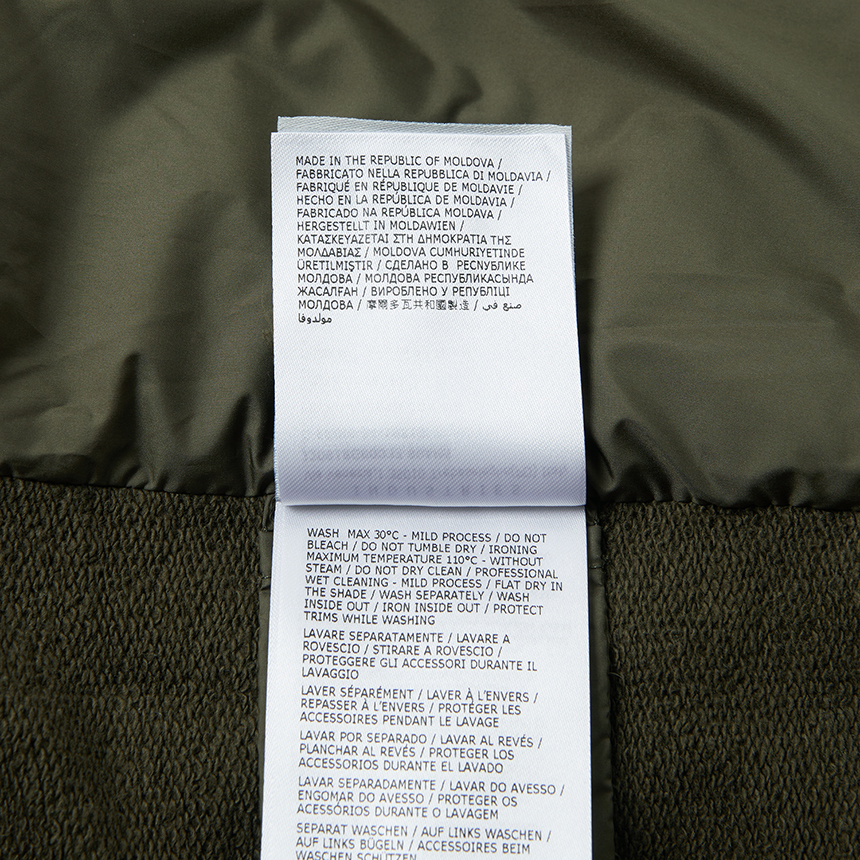 MADE IN THE REPUBLIC OF MOLDOVA /
FABBRICATO NELLA REPUBBLICA DI MOLDAVIA /
FABRIQUÉ EN RÉPUBLIQUE DE MOLDAVIE /
HECHO EN LA REPÚBLICA DE MOLDAVIA /
FABRICADO NA REPÚBLICA MOLDAVA /
HERGESTELLT IN MOLDAWIEN /
ΚΑΤΑΣΚΕΥΑΖΕΤΑΙ ΣΤΗ ΔΗΜΟΚΡΑΤΙΑ ΤΗΣ
ΜΟΛΔΑΒΙΑΣ / MOLDOVA CUMHURIYETINDE
ÜRETILMIŞTIR / СДЕЛАНО В РЕСПУБЛИКЕ
МОЛДОВА / МОЛДОВА РЕСПУБЛИКАСЫНДА
ЖАСАЛҒАН / ВИРОБЛЕНО У РЕПУБЛІЦІ
МОЛДОВА / 摩爾多瓦共和國製造 / صنع في
مولدوفا
WASH MAX 30°C - MILD PROCESS / DO NOT
BLEACH / DO NOT TUMBLE DRY / IRONING
MAXIMUM TEMPERATURE 110°C - WITHOUT
STEAM / DO NOT DRY CLEAN / PROFESSIONAL
WET CLEANING - MILD PROCESS / FLAT DRY IN
THE SHADE / WASH SEPARATELY / WASH
INSIDE OUT / IRON INSIDE OUT / PROTECT
TRIMS WHILE WASHING
LAVARE SEPARATAMENTE / LAVARE A
ROVESCIO / STIRARE A ROVESCIO /
PROTEGGERE GLI ACCESSORI DURANTE IL
LAVAGGIO
LAVER SÉPARÉMENT / LAVER À L'ENVERS /
REPASSER À L'ENVERS / PROTÉGER LES
ACCESSOIRES PENDANT LE LAVAGE
LAVAR POR SEPARADO / LAVAR AL REVÉS /
PLANCHAR AL REVÉS / PROTEGER LOS
ACCESORIOS DURANTE EL LAVADO
LAVAR SEPARADAMENTE / LAVAR DO AVESSO /
ENGOMAR DO AVESSO / PROTEGER OS
ACESSÓRIOS DURANTE O LAVAGEM
SEPARAT WASCHEN / AUF LINKS WASCHEN /
AUF LINKS BÜGELN / ACCESSOIRES BEIM
WASCHEN SCHÜTZEN